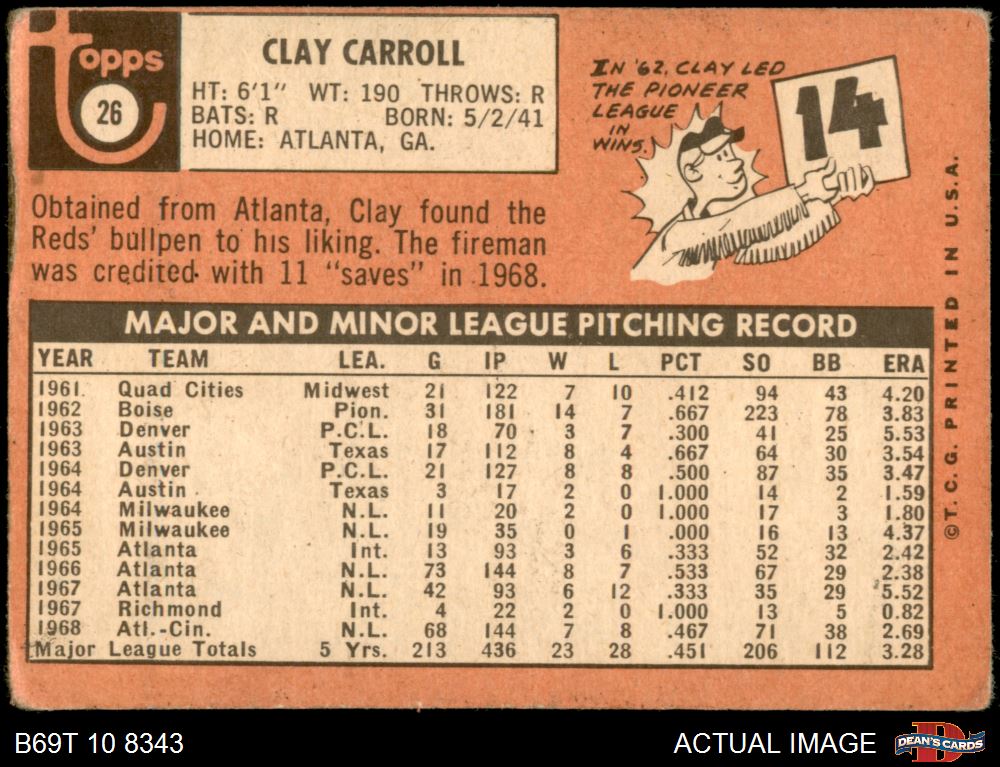 topps
26
CLAY CARROLL
HT: 6'1" WT: 190 THROWS: R
BATS: R BORN: 5/2/41
HOME: ATLANTA, GA.
IN '62, CLAY LED
THE PIONEER
LEAGUE
IN
WINS.
14
Obtained from Atlanta, Clay found the
Reds' bullpen to his liking. The fireman
was credited with 11 "saves" in 1968.
MAJOR AND MINOR LEAGUE PITCHING RECORD
YEAR TEAM LEA. G IP W L PCT SO BB ERA
1961 Quad Cities Midwest 21 122 7 10 .412 94 43 4.20
1962 Boise Pion. 31 181 14 7 .667 223 78 3.83
1963 Denver P.C.L. 18 70 3 7 .300 41 25 5.53
1963 Austin Texas 17 112 8 4 .667 64 30 3.54
1964 Denver P.C.L. 21 127 8 8 .500 87 35 3.47
1964 Austin Texas 3 17 2 0 1.000 14 2 1.59
1964 Milwaukee N.L. 11 20 2 0 1.000 17 3 1.80
1965 Milwaukee N.L. 19 35 0 1 .000 16 13 4.37
1965 Atlanta Int. 13 93 3 6 .333 52 32 2.42
1966 Atlanta N.L. 73 144 8 7 .533 67 29 2.38
1967 Atlanta N.L. 42 93 6 12 .333 35 29 5.52
1967 Richmond Int. 4 22 2 0 1.000 13 5 0.82
1968 Atl.-Cin. N.L. 68 144 7 8 .467 71 38 2.69
Major League Totals 5 Yrs. 213 436 23 28 .451 206 112 3.28
©T.C.G. PRINTED IN U.S.A.
B69T 10 8343
ACTUAL IMAGE
DEAN'S CARDS